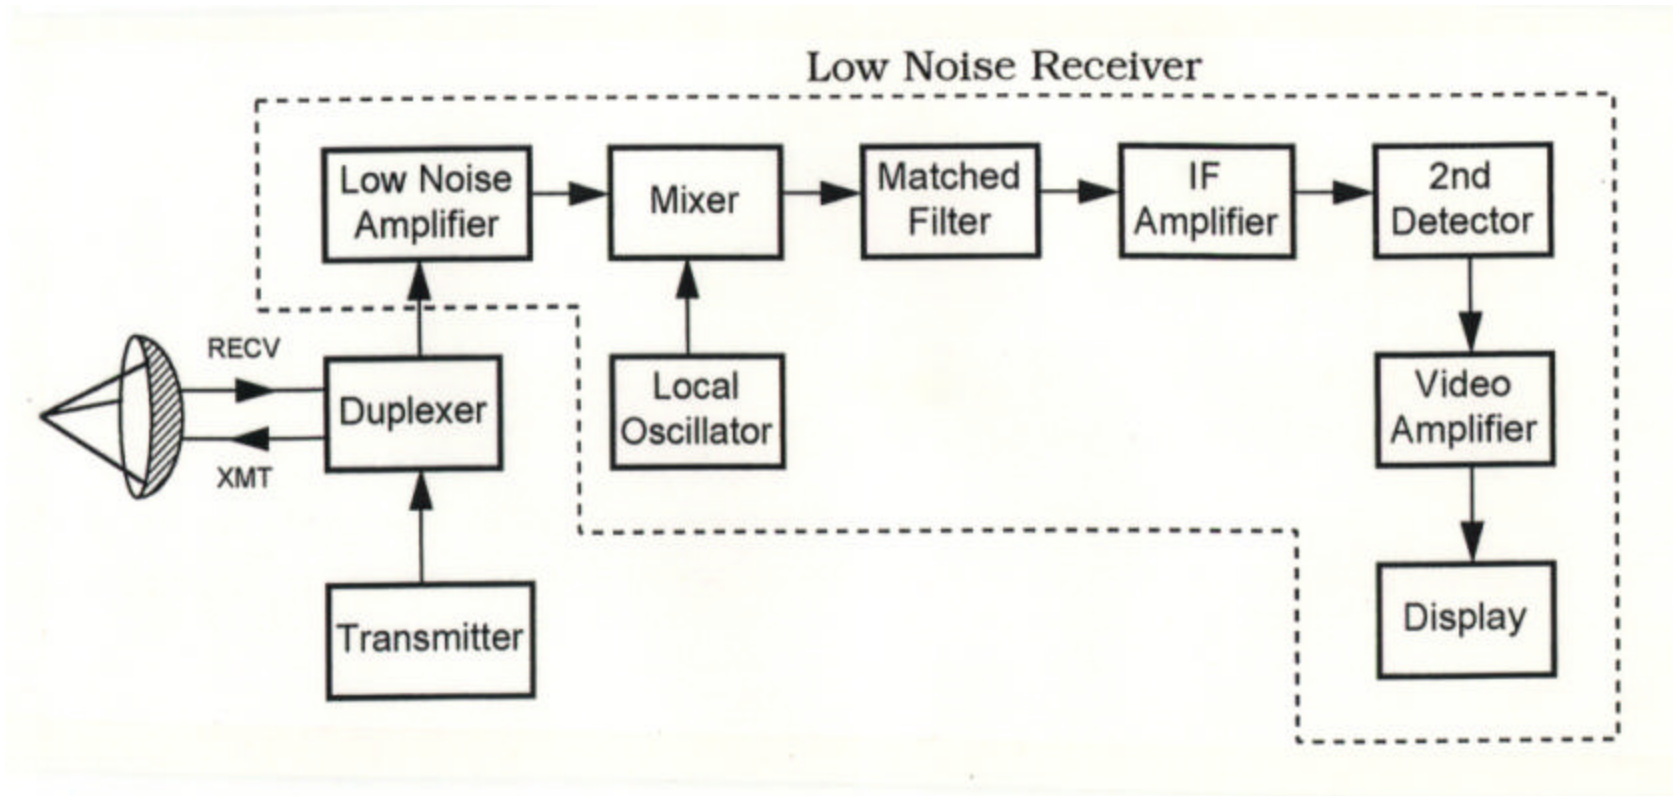 Low Noise Receiver
Low Noise
Amplifier
Mixer
Matched
Filter
IF
Amplifier
2nd
Detector
RECV
Duplexer
XMT
Local
Oscillator
Video
Amplifier
Transmitter
Display